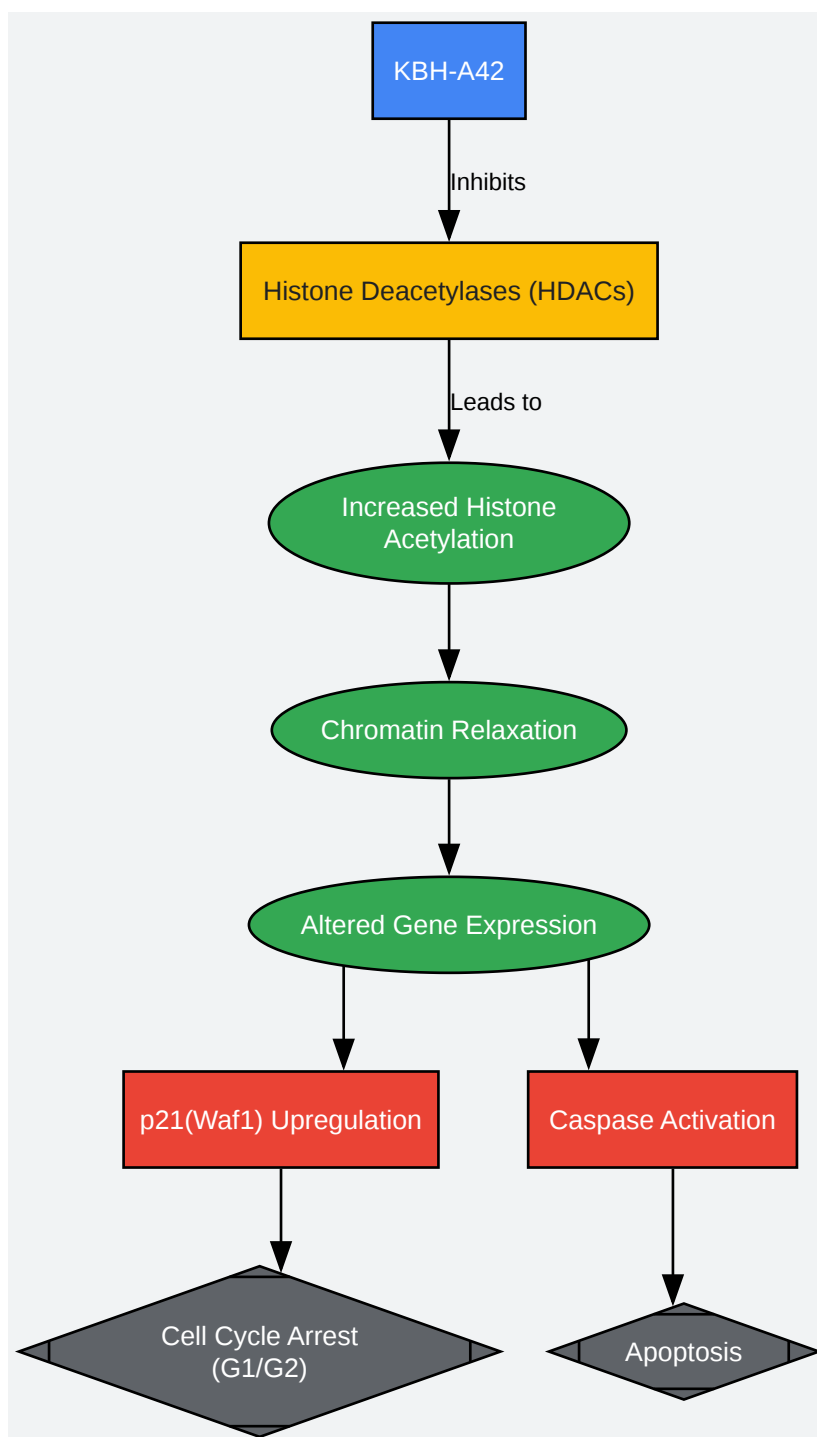 KBH-A42
Inhibits
Histone Deacetylases (HDACs)
Leads to
Increased Histone
Acetylation
Chromatin Relaxation
Altered Gene Expression
p21(Waf1) Upregulation
Caspase Activation
Cell Cycle Arrest
(G1/G2)
Apoptosis